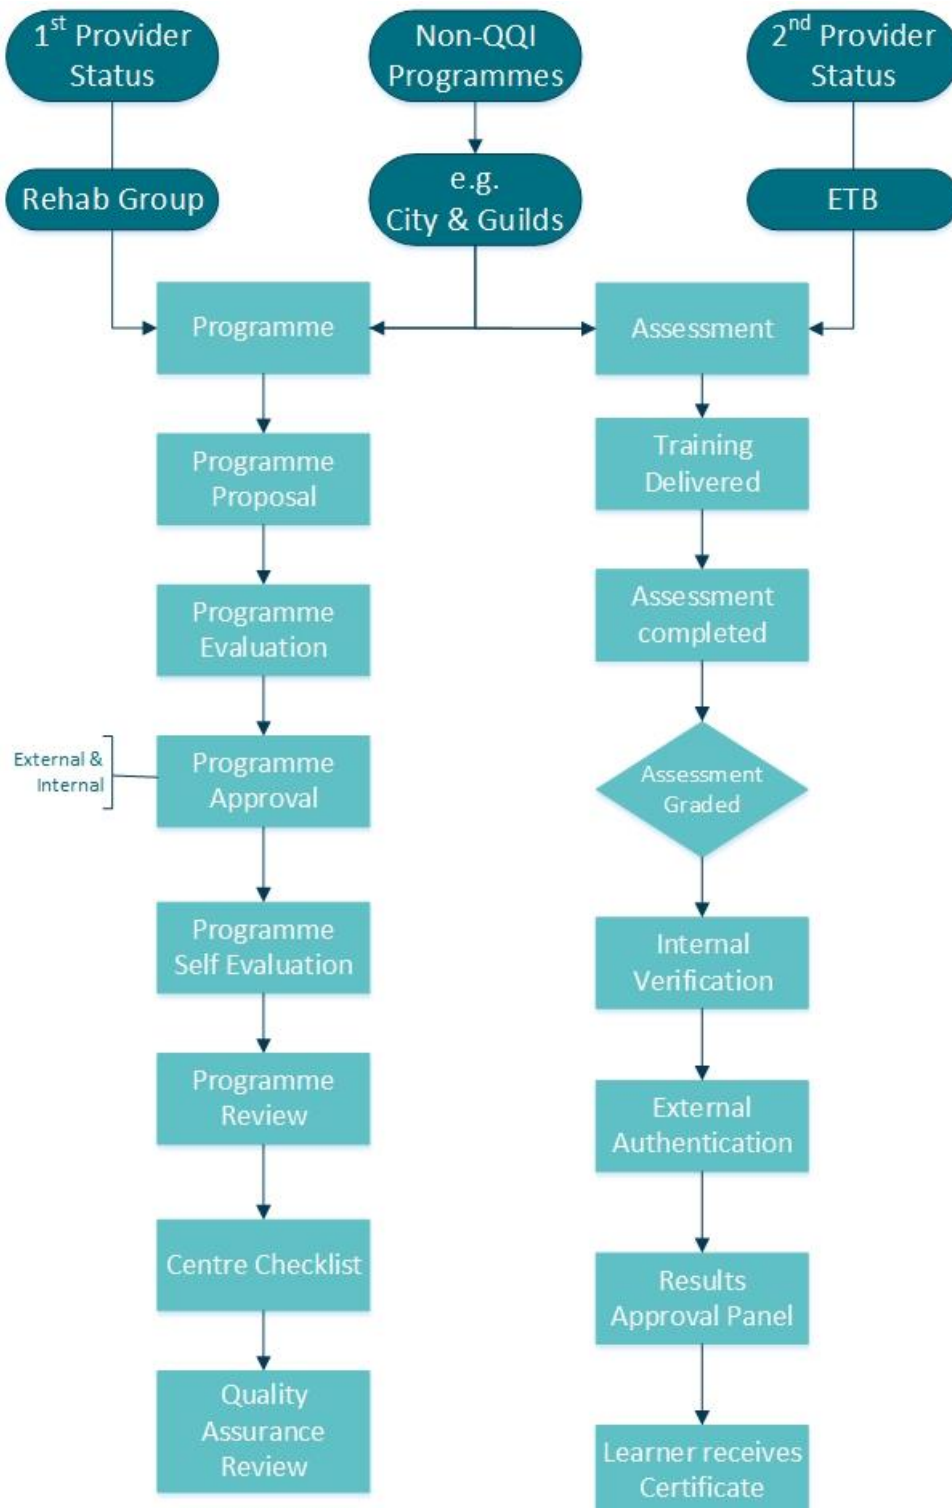 1st Provider
Status
Non-QQI
Programmes
2nd Provider
Status
Rehab Group
e.g.
City & Guilds
ETB
Programme
Programme
Proposal
Programme
Evaluation
External &
Internal
Programme
Approval
Programme
Self Evaluation
Programme
Review
Centre Checklist
Quality
Assurance
Review
Assessment
Training
Delivered
Assessment
completed
Assessment
Graded
Internal
Verification
External
Authentication
Results
Approval Panel
Learner receives
Certificate